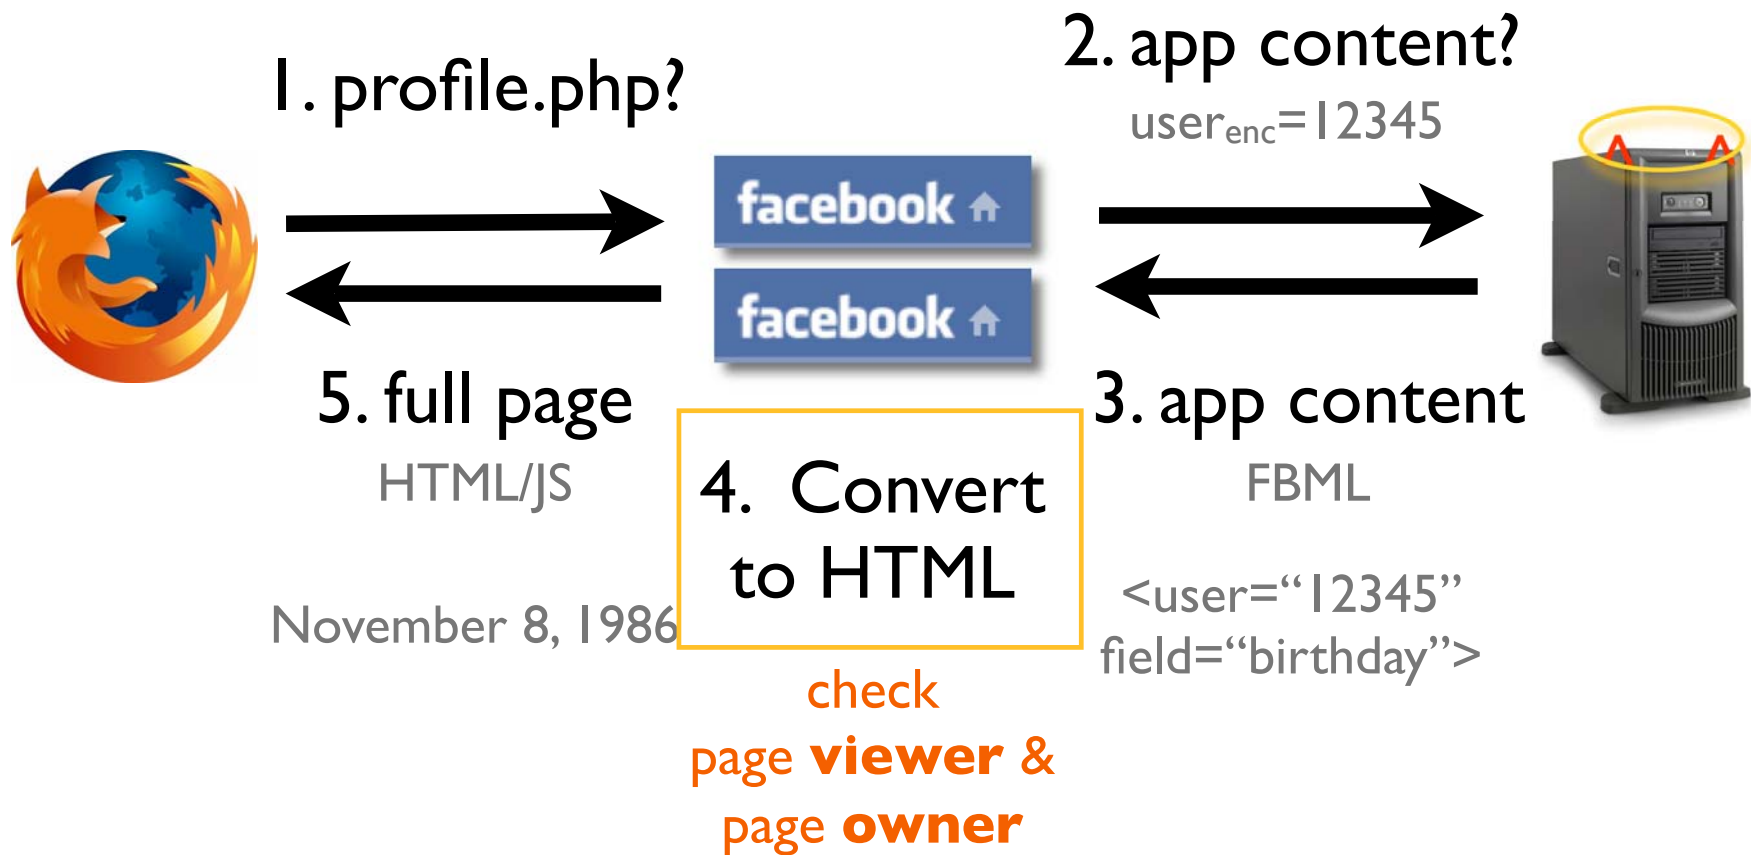 1. profile.php?
2. app content?
user_enc=12345
facebook
facebook
5. full page
HTML/JS
November 8, 1986
4. Convert
to HTML
check
page viewer &
page owner
3. app content
FBML
<user=“12345”
field=“birthday”>